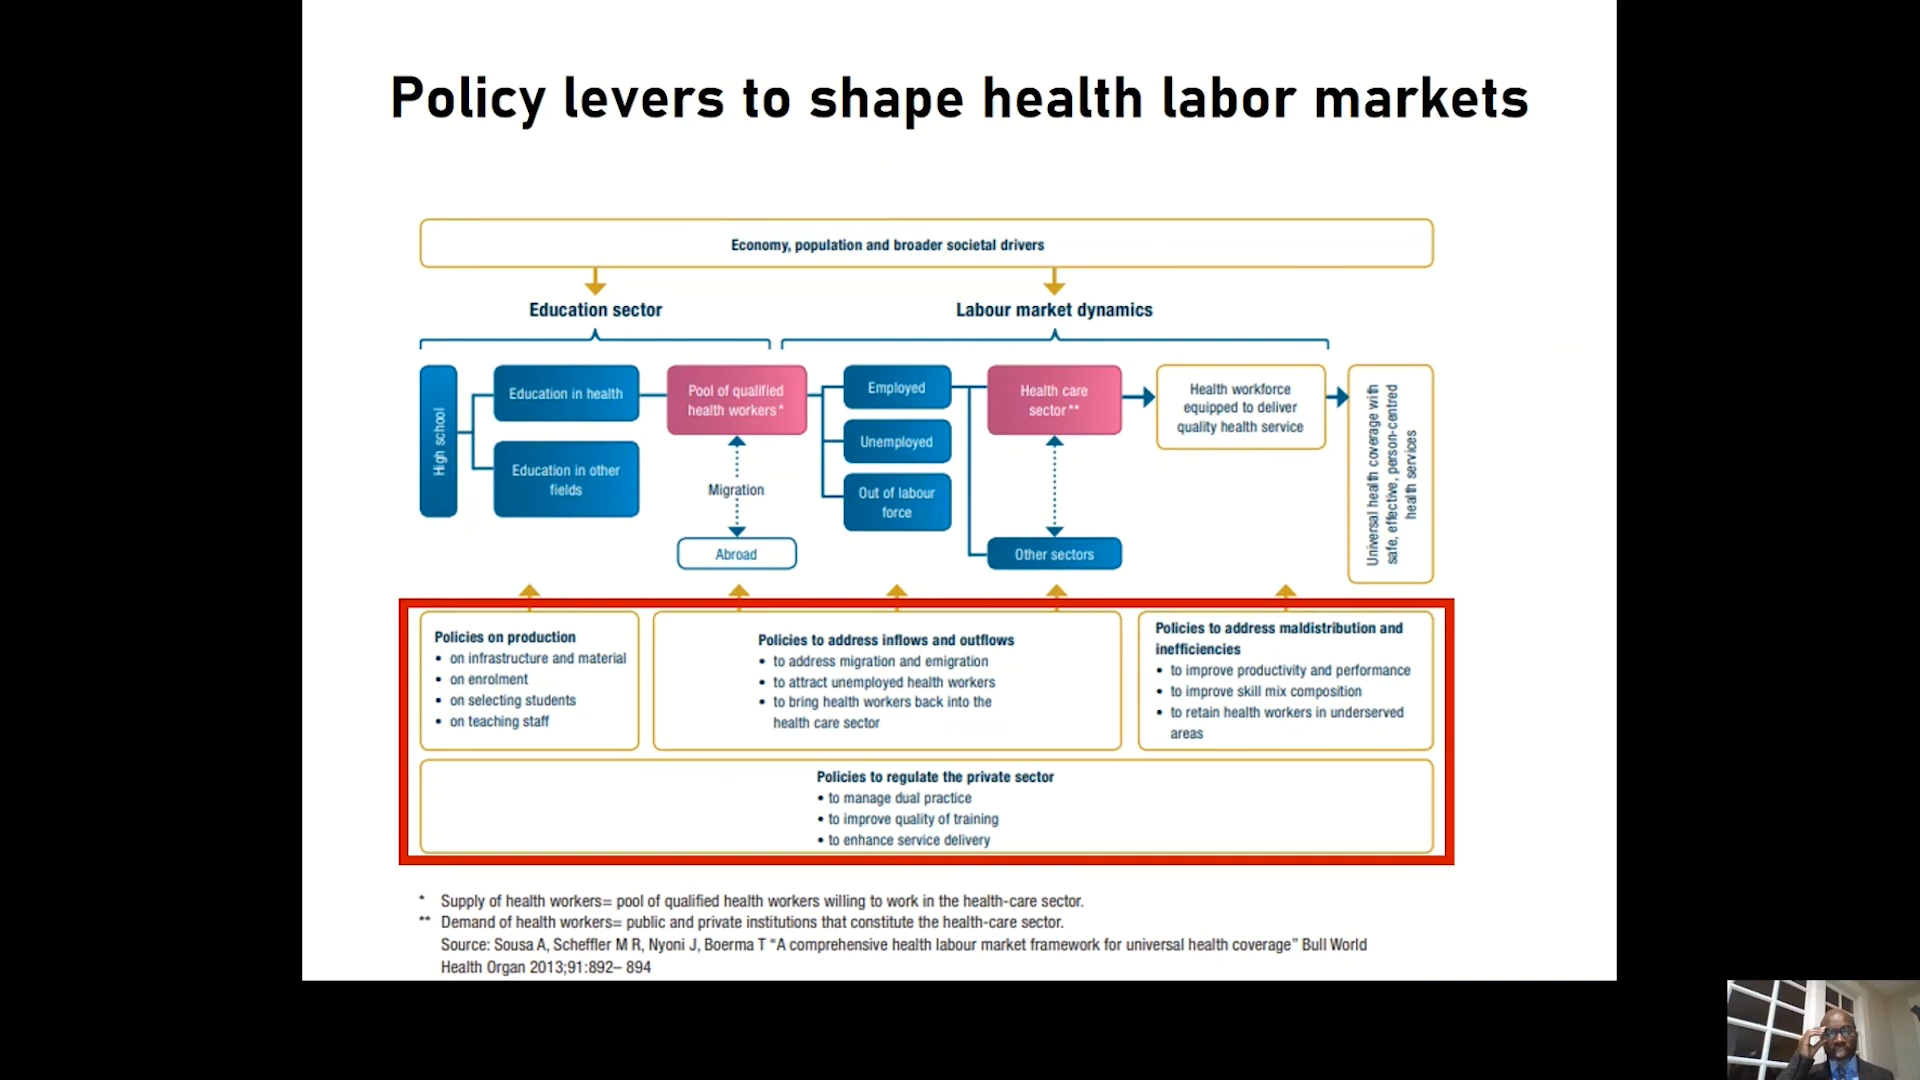 Policy levers to shape health labor markets
Economy, population and broader societal drivers
Education sector
Labour market dynamics
High school
Education in health
Education in other
fields
Pool of qualified
health workers*
Migration
Abroad
Employed
Unemployed
Out of labour
force
Health care
sector**
Other sectors
Health workforce
equipped to deliver
quality health service
Universal health coverage with
safe, effective, person-centred
health services
Policies on production
• on infrastructure and material
• on enrolment
• on selecting students
• on teaching staff
Policies to address inflows and outflows
• to address migration and emigration
• to attract unemployed health workers
• to bring health workers back into the
health care sector
Policies to address maldistribution and
inefficiencies
• to improve productivity and performance
• to improve skill mix composition
• to retain health workers in underserved
areas
Policies to regulate the private sector
• to manage dual practice
• to improve quality of training
• to enhance service delivery
* Supply of health workers= pool of qualified health workers willing to work in the health-care sector.
** Demand of health workers= public and private institutions that constitute the health-care sector.
Source: Sousa A, Scheffler M R, Nyoni J, Boerma T “A comprehensive health labour market framework for universal health coverage” Bull World
Health Organ 2013;91:892– 894